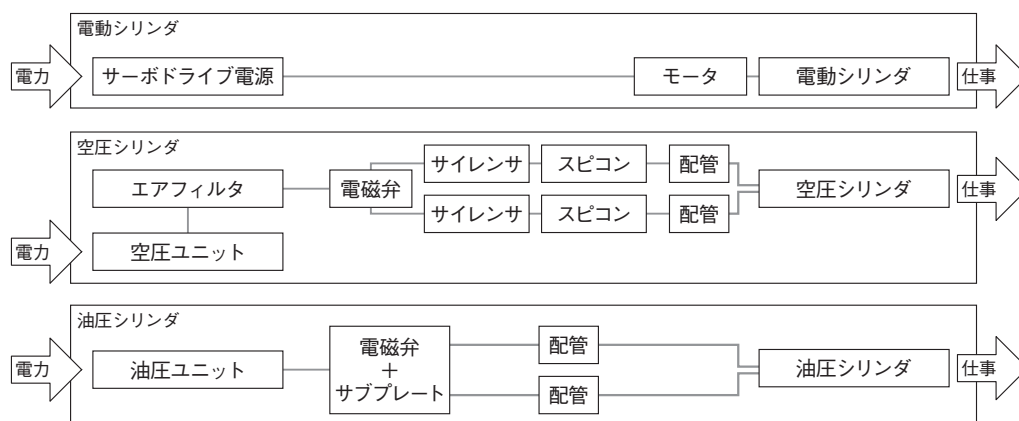 電動シリンダ
電力
サーボドライブ電源
モータ
電動シリンダ
仕事
空圧シリンダ
サイレンサ
スピコン
配管
エアフィルタ
電磁弁
空圧シリンダ
仕事
サイレンサ
スピコン
配管
電力
空圧ユニット
油圧シリンダ
電力
油圧ユニット
電磁弁
+
サブプレート
配管
配管
油圧シリンダ
仕事